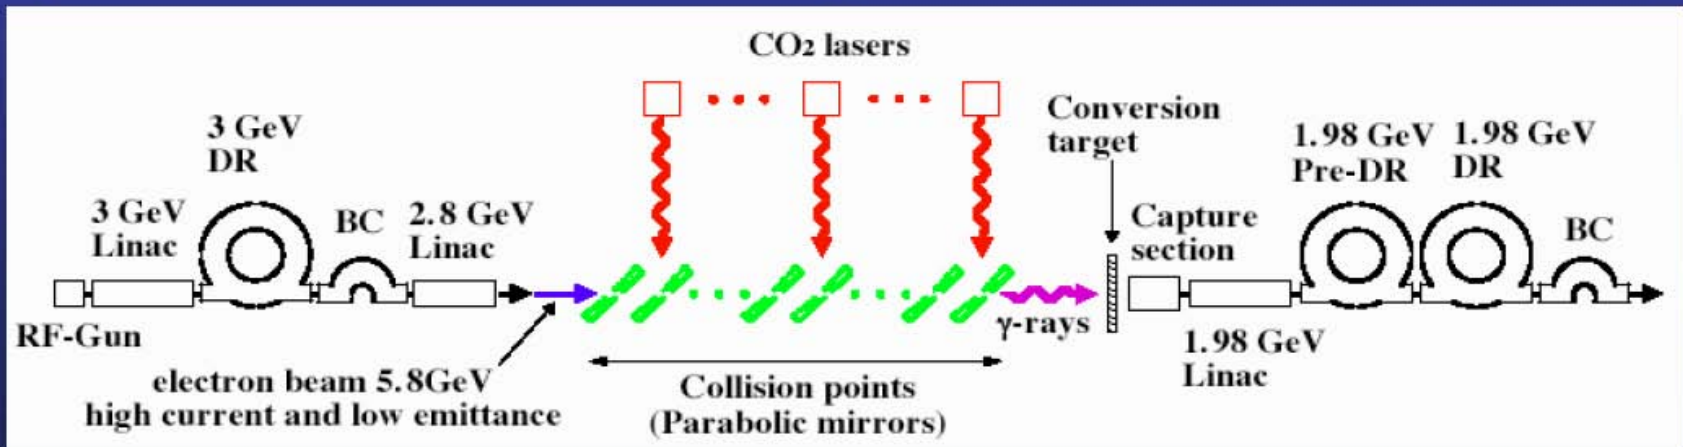 CO2 lasers
3 GeV
DR
3 GeV
Linac
BC
2.8 GeV
Linac
RF-Gun
electron beam 5.8GeV
high current and low emittance
Collision points
(Parabolic mirrors)
γ-rays
Conversion
target
Capture
section
1.98 GeV
Linac
1.98 GeV
Pre-DR
1.98 GeV
DR
BC